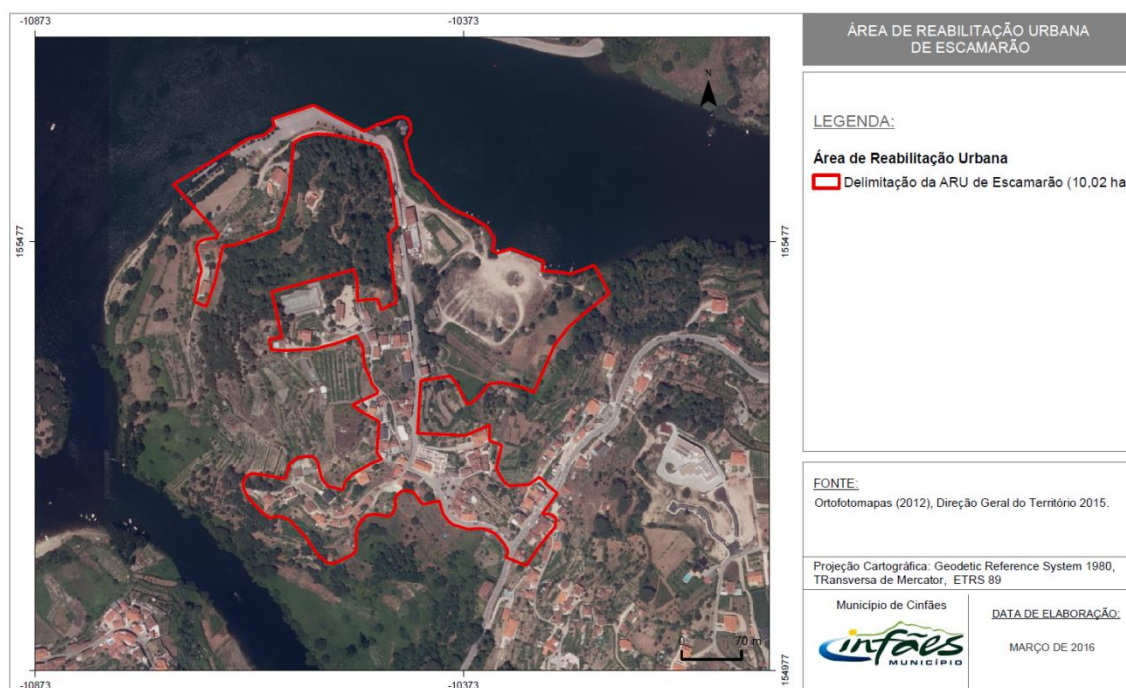 -10873
-10373
ÁREA DE REABILITAÇÃO URBANA
DE ESCAMARÃO
N
LEGENDA:
Área de Reabilitação Urbana
Delimitação da ARU de Escamarão (10,02 ha
155477
155477
FONTE:
Ortofotomapas (2012), Direção Geral do Território 2015.
Projeção Cartográfica: Geodetic Reference System 1980,
TRansversa de Mercator, ETRS 89
Município de Cinfães
cinfães
MUNICÍPIO
DATA DE ELABORAÇÃO:
MARÇO DE 2016
0 70 m
154977
-10873
-10373